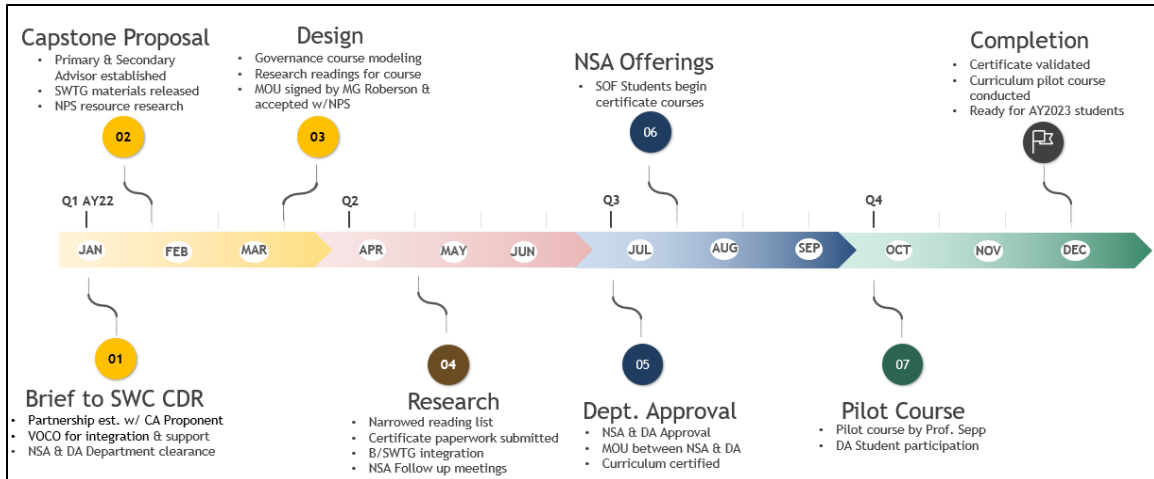 Capstone Proposal
• Primary & Secondary
Advisor established
• SWTG materials released
• NPS resource research
02
Design
• Governance course modeling
• Research readings for course
• MOU signed by MG Roberson &
accepted w/NPS
03
NSA Offerings
• SOF Students begin
certificate courses
06
Completion
• Certificate validated
• Curriculum pilot course
conducted
• Ready for AY2023 students
Q1 AY22
Q2
Q3
Q4
JAN
FEB
MAR
APR
MAY
JUN
JUL
AUG
SEP
OCT
NOV
DEC
01
Brief to SWC CDR
• Partnership est. w/ CA Proponent
• VOCO for integration & support
• NSA & DA Department clearance
04
Research
• Narrowed reading list
• Certificate paperwork submitted
• B/SWTG integration
• NSA Follow up meetings
05
Dept. Approval
• NSA & DA Approval
• MOU between NSA & DA
• Curriculum certified
07
Pilot Course
• Pilot course by Prof. Sepp
• DA Student participation